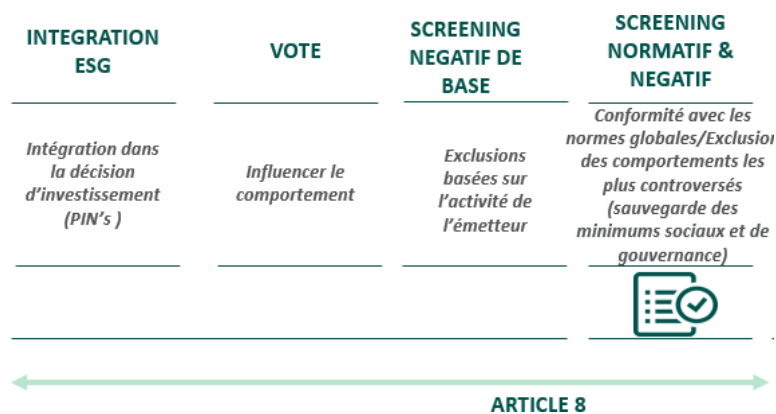 INTEGRATION
ESG
Intégration dans
la décision
d'investissement
(PIN's )
VOTE
Influencer le
comportement
SCREENING
NEGATIF DE
BASE
Exclusions
basées sur
l'activité de
l'émetteur
SCREENING
NORMATIF &
NEGATIF
Conformité avec les
normes globales/Exclusion
des comportements les
plus controversés
(sauvegarde des
minimums sociaux et de
gouvernance)
ARTICLE 8